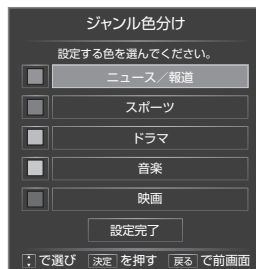 ジャンル色分け
設定する色を選んでください。
ニュース／報道
スポーツ
ドラマ
音楽
映画
設定完了
で選び 決定 を押す 戻る で前画面